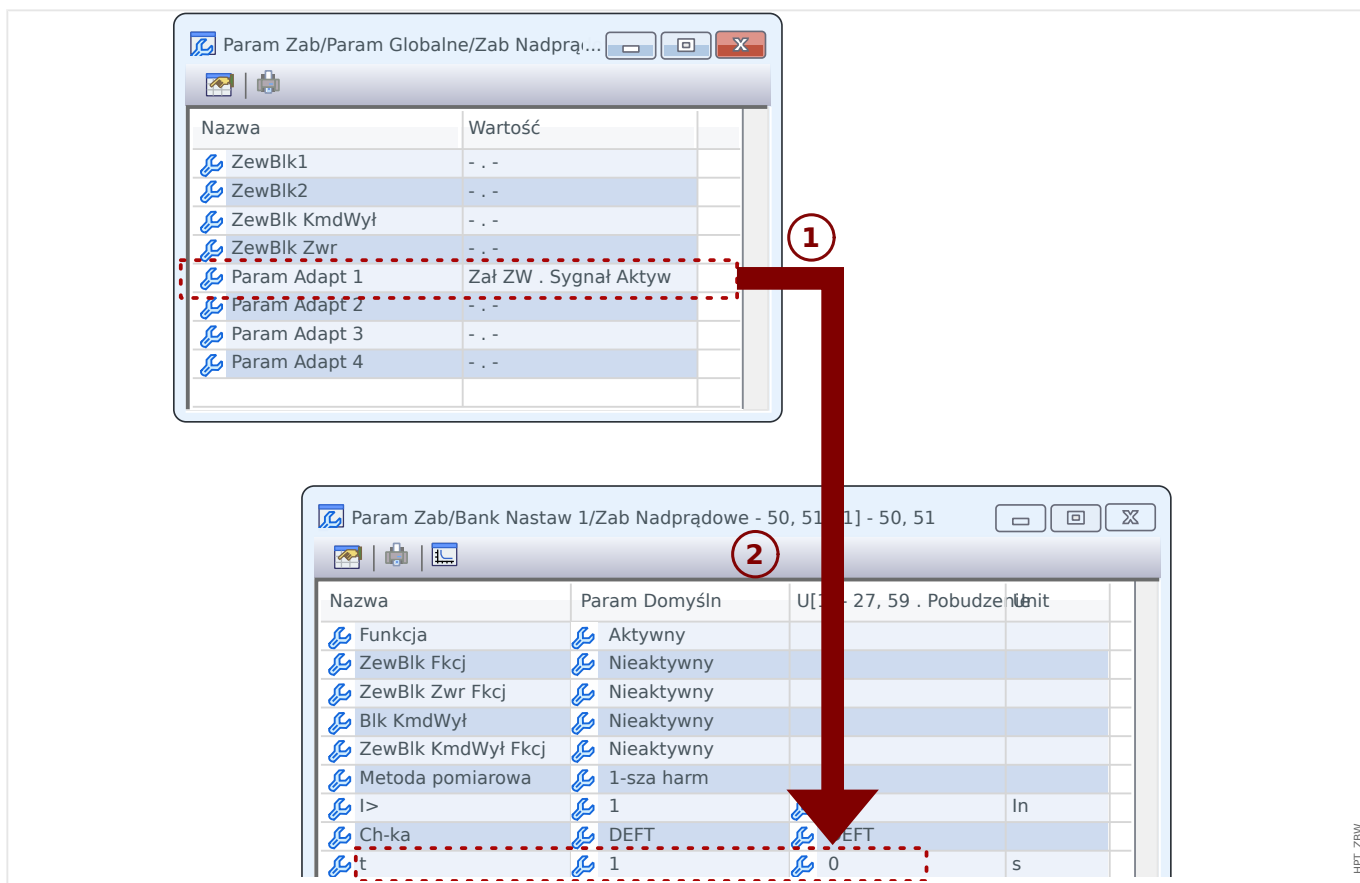 Param Zab/Param Globalne/Zab Nadprą...
Nazwa Wartość
ZewBlk1 - . -
ZewBlk2 - . -
ZewBlk KmdWył - . -
ZewBlk Zwr - . -
Param Adapt 1 Zał ZW . Sygnał Aktyw
Param Adapt 2 - . -
Param Adapt 3 - . -
Param Adapt 4 - . -
1
Param Zab/Bank Nastaw 1/Zab Nadprądowe - 50, 51 1] - 50, 51
2
Nazwa Param Domyśln U[1 - 27, 59 . Pobudzenie Unit
Funkcja Aktywny
ZewBlk Fkcj Nieaktywny
ZewBlk Zwr Fkcj Nieaktywny
Blk KmdWył Nieaktywny
ZewBlk KmdWył Fkcj Nieaktywny
Metoda pomiarowa 1-sza harm
I> 1 In
Ch-ka DEFT EFT
t 1 0 s
HPT_ZBW